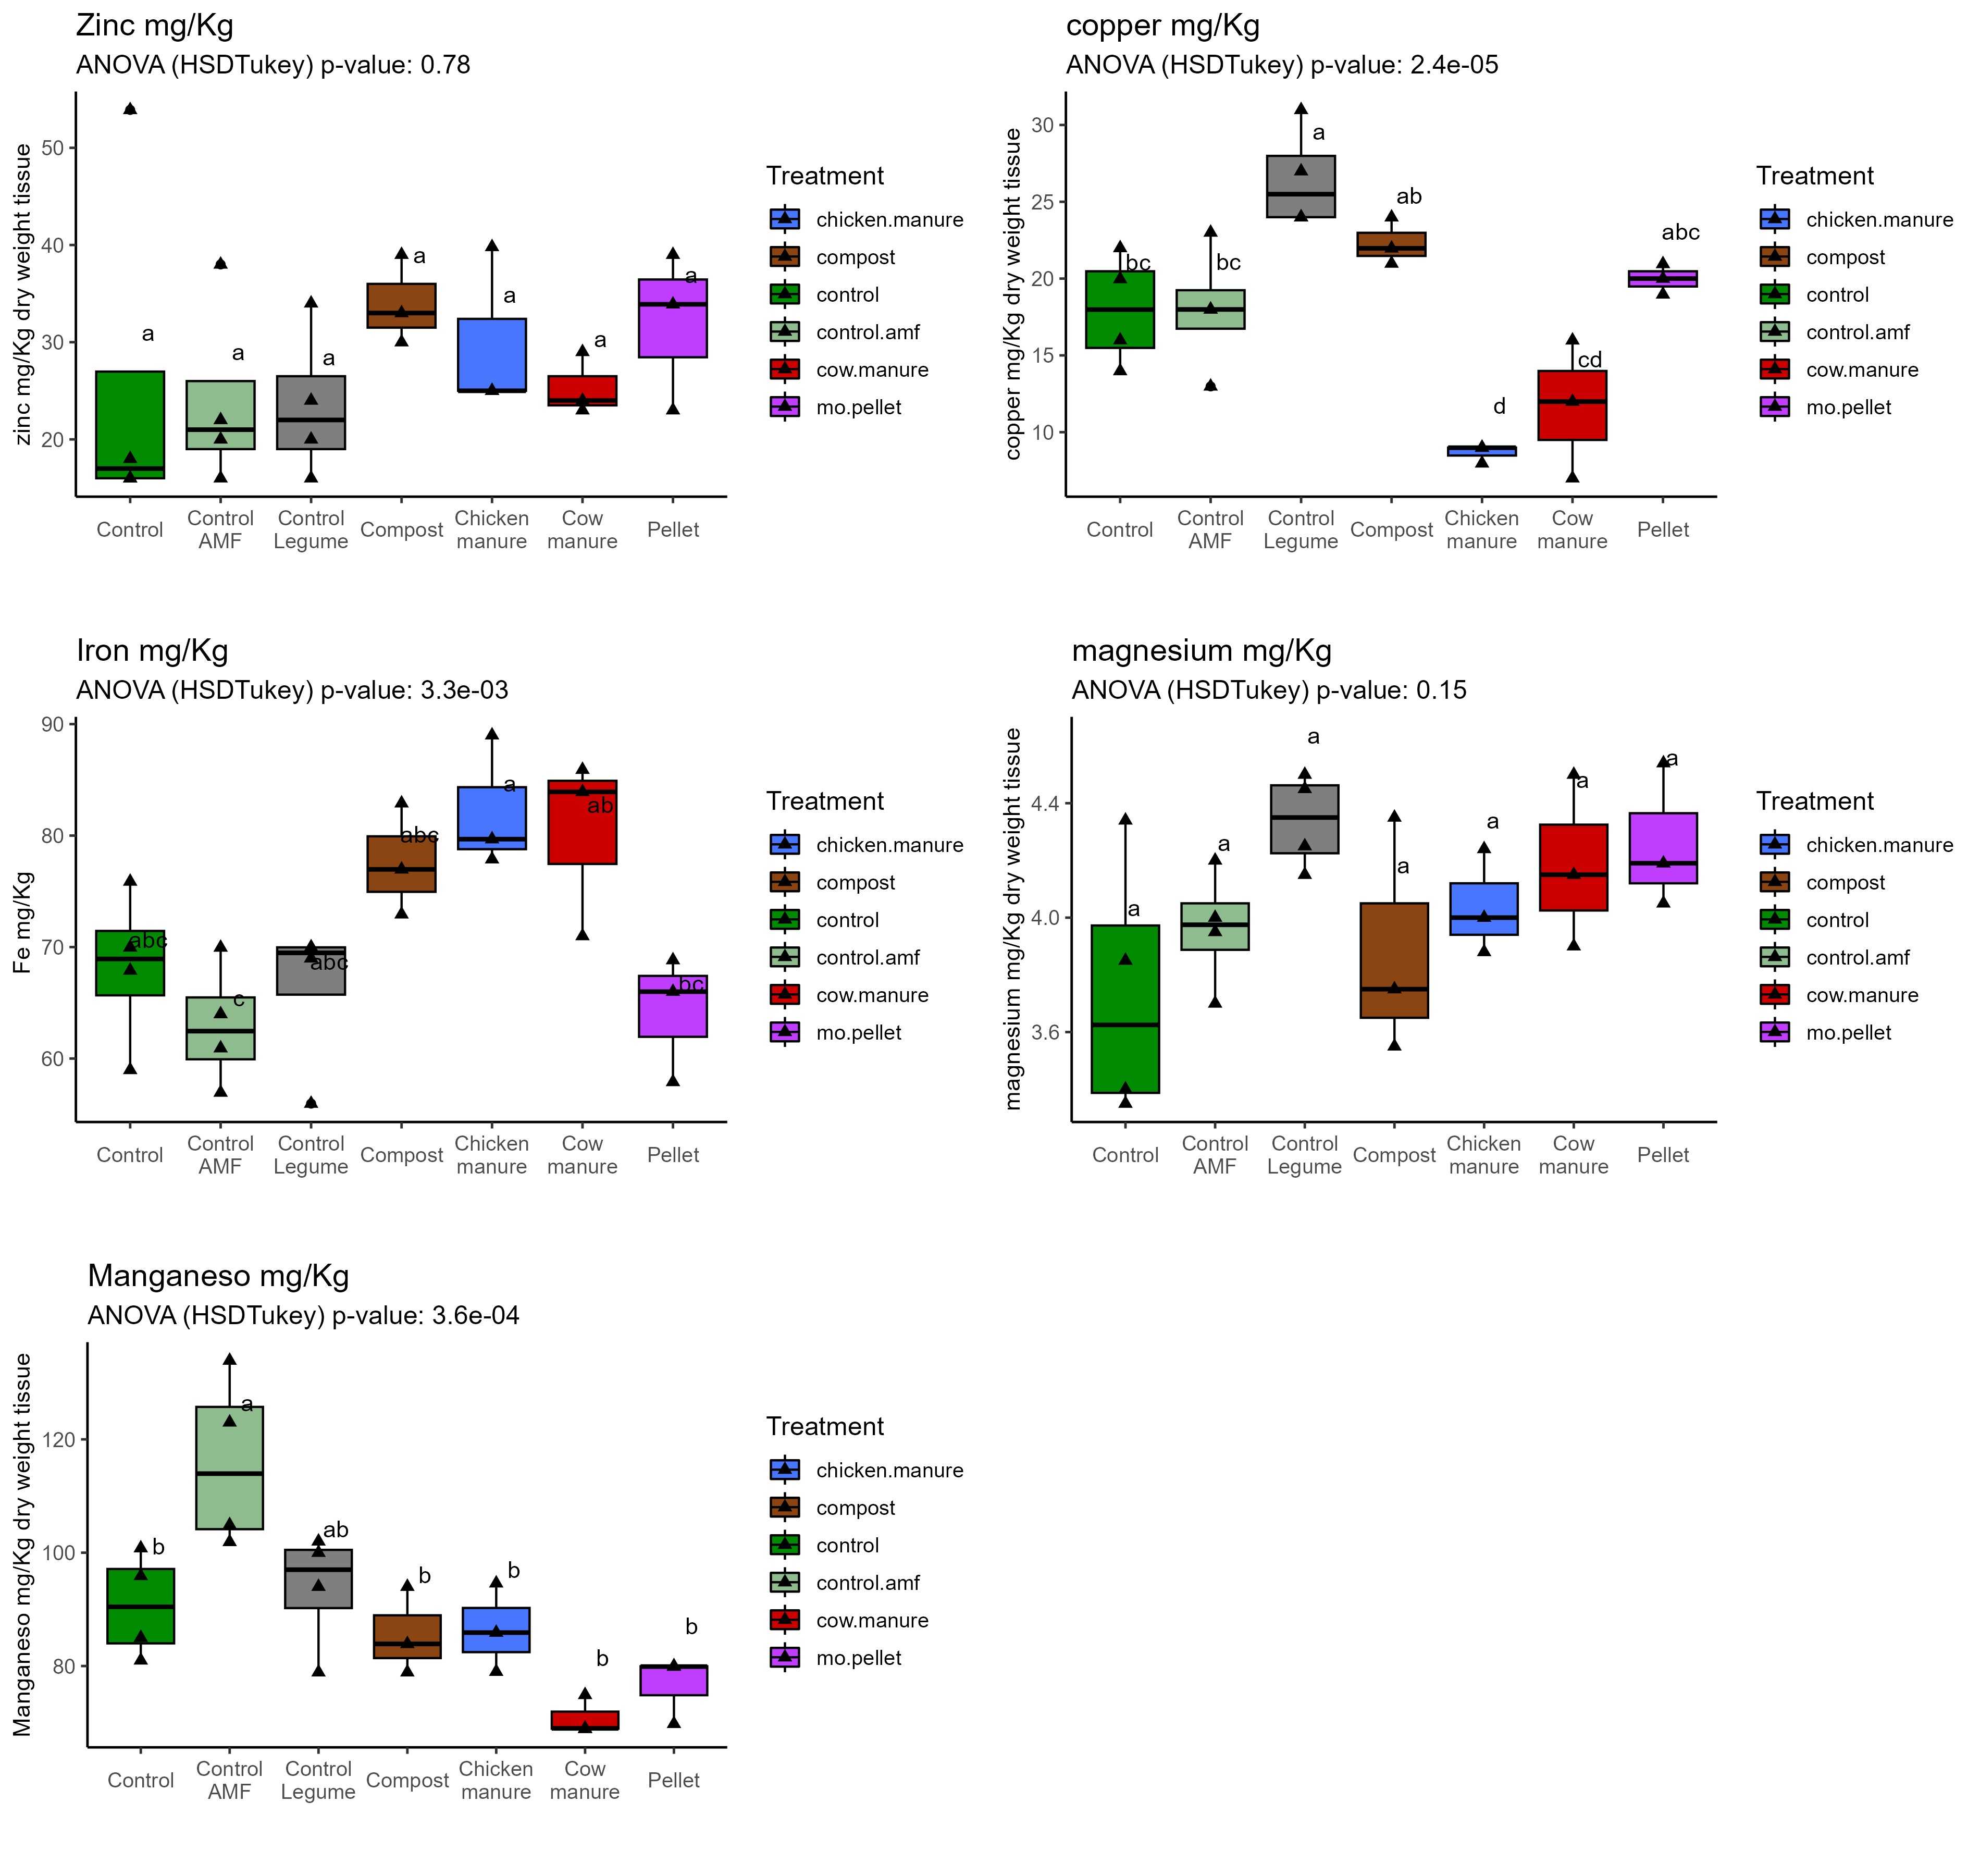 Zinc mg/Kg
ANOVA (HSDTukey) p-value: 0.78
zinc mg/Kg dry weight tissue
50
40
30
20
a
a
a
a
a
a
a
Control
Control AMF
Control Legume
Compost
Chicken manure
Cow manure
Pellet
Treatment
chicken.manure
compost
control
control.amf
cow.manure
mo.pellet
copper mg/Kg
ANOVA (HSDTukey) p-value: 2.4e-05
copper mg/Kg dry weight tissue
30
25
20
15
10
bc
bc
a
ab
d
cd
abc
Control
Control AMF
Control Legume
Compost
Chicken manure
Cow manure
Pellet
Treatment
chicken.manure
compost
control
control.amf
cow.manure
mo.pellet
Iron mg/Kg
ANOVA (HSDTukey) p-value: 3.3e-03
Fe mg/Kg
90
80
70
60
abc
c
abc
abc
a
ab
bc
Control
Control AMF
Control Legume
Compost
Chicken manure
Cow manure
Pellet
Treatment
chicken.manure
compost
control
control.amf
cow.manure
mo.pellet
magnesium mg/Kg
ANOVA (HSDTukey) p-value: 0.15
magnesium mg/Kg dry weight tissue
4.4
4.0
3.6
a
a
a
a
a
a
a
Control
Control AMF
Control Legume
Compost
Chicken manure
Cow manure
Pellet
Treatment
chicken.manure
compost
control
control.amf
cow.manure
mo.pellet
Manganeso mg/Kg
ANOVA (HSDTukey) p-value: 3.6e-04
Manganeso mg/Kg dry weight tissue
120
100
80
b
a
ab
b
b
b
b
Control
Control AMF
Control Legume
Compost
Chicken manure
Cow manure
Pellet
Treatment
chicken.manure
compost
control
control.amf
cow.manure
mo.pellet